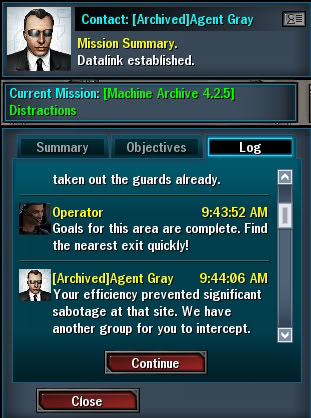 Contact: [Archived]Agent Gray
Mission Summary.
Datalink established.
Current Mission: [Machine Archive 4.2.5]
Distractions
Summary
Objectives
Log
taken out the guards already.
Operator 9:43:52 AM
Goals for this area are complete. Find
the nearest exit quickly!
[Archived]Agent Gray 9:44:06 AM
Your efficiency prevented significant
sabotage at that site. We have
another group for you to intercept.
Continue
Close